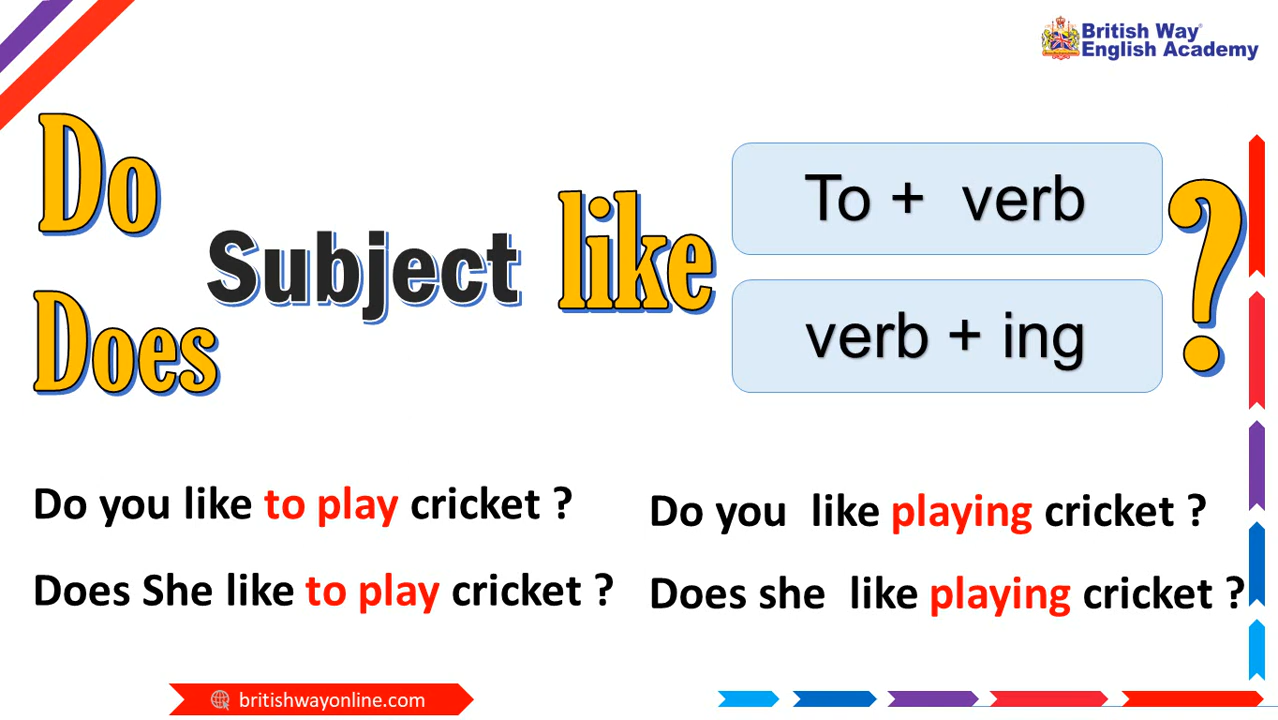 British Way
English Academy
Do
Does
Subject
like
To + verb
verb + ing
?
Do you like to play cricket ?
Does She like to play cricket ?
Do you like playing cricket ?
Does she like playing cricket ?
britishwayonline.com